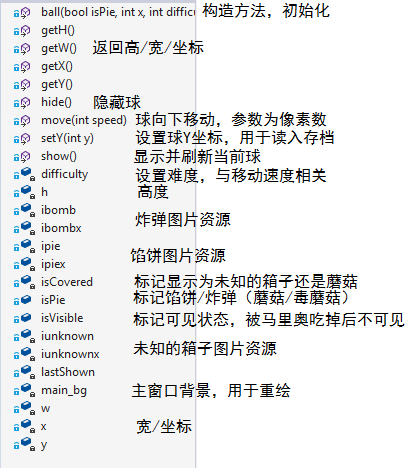 ball(bool isPie, int x, int difficu 构造方法，初始化
getH()
getW() 返回高/宽/坐标
getX()
getY()
hide() 隐藏球
move(int speed) 球向下移动，参数为像素数
setY(int y) 设置球Y坐标，用于读入存档
show() 显示并刷新当前球
difficulty 设置难度，与移动速度相关
h 高度
ibomb
ibombx 炸弹图片资源
ipie
ipiex 馅饼图片资源
isCovered 标记显示为未知的箱子还是蘑菇
isPie 标记馅饼/炸弹（蘑菇/毒蘑菇）
isVisible 标记可见状态，被马里奥吃掉后不可见
iunknown
iunknownx 未知的箱子图片资源
lastShown
main_bg 主窗口背景，用于重绘
w
x 宽/坐标
y